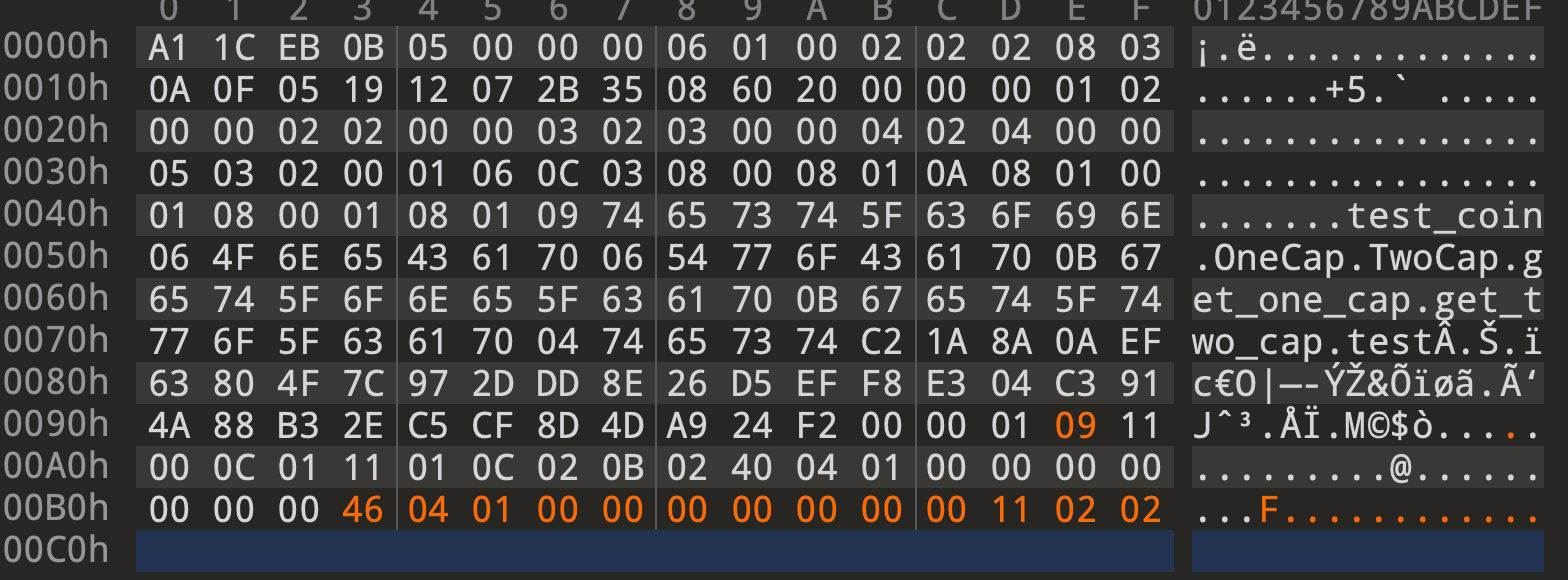 0 1 2 3 4 5 6 7 8 9 A B C D E F 0123456789ABCDEF
0000h A1 1C EB 0B 05 00 00 00 06 01 00 02 02 02 08 03 ¡.ë.............
0010h 0A 0F 05 19 12 07 2B 35 08 60 20 00 00 00 01 02 ......+5.` .....
0020h 00 00 02 02 00 00 03 02 03 00 00 04 02 04 00 00 ................
0030h 05 03 02 00 01 06 0C 03 08 00 08 01 0A 08 01 00 ................
0040h 01 08 00 01 08 01 09 74 65 73 74 5F 63 6F 69 6E .......test_coin
0050h 06 4F 6E 65 43 61 70 06 54 77 6F 43 61 70 0B 67 .OneCap.TwoCap.g
0060h 65 74 5F 6F 6E 65 5F 63 61 70 0B 67 65 74 5F 74 et_one_cap.get_t
0070h 77 6F 5F 63 61 70 04 74 65 73 74 C2 1A 8A 0A EF wo_cap.testÂ.Š.ï
0080h 63 80 4F 7C 97 2D DD 8E 26 D5 EF F8 E3 04 C3 91 c€O|—-ÝŽ&Õïøã.Ã‘
0090h 4A 88 B3 2E C5 CF 8D 4D A9 24 F2 00 00 01 09 11 Jˆ³.ÅÏ.M©$ò.....
00A0h 00 0C 01 11 01 0C 02 0B 02 40 04 01 00 00 00 00 .........@......
00B0h 00 00 00 46 04 01 00 00 00 00 00 00 00 11 02 02 ...F............
00C0h